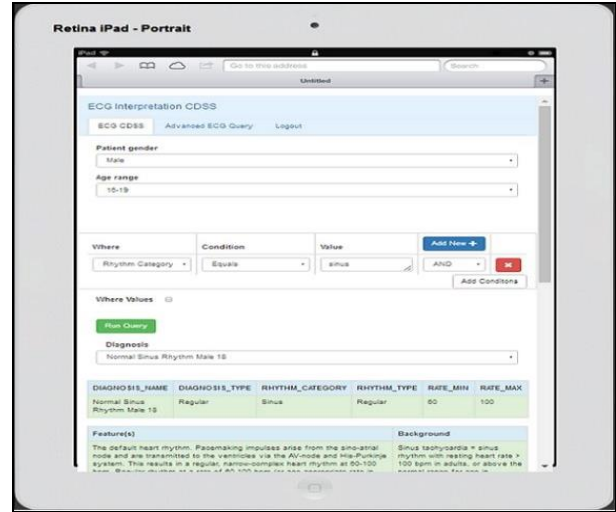 Retina iPad - Portrait
iPad
Go to this address
Search
Untitled
ECG Interpretation CDSS
ECG CDSS Advanced ECG Query Logout
Patient gender
Male
Age range
16-19
Where Condition Value Add New +
Rhythm Category Equals sinus AND
Add Conditons
Where Values
Run Query
Diagnosis
Normal Sinus Rhythm Male 18
DIAGNOSIS_NAME DIAGNOSIS_TYPE RHYTHM_CATEGORY RHYTHM_TYPE RATE_MIN RATE_MAX
Normal Sinus Regular Sinus Regular 60 100
Rhythm Male 18
Feature(s) Background
The default heart rhythm. Pacemaking impulses arise from the sino-atrial Sinus tachycardia = sinus
node and are transmitted to the ventricles via the AV-node and His-Purkinje rhythm with resting heart rate >
system. This results in a regular, narrow-complex heart rhythm at 60-100 100 bpm in adults, or above the